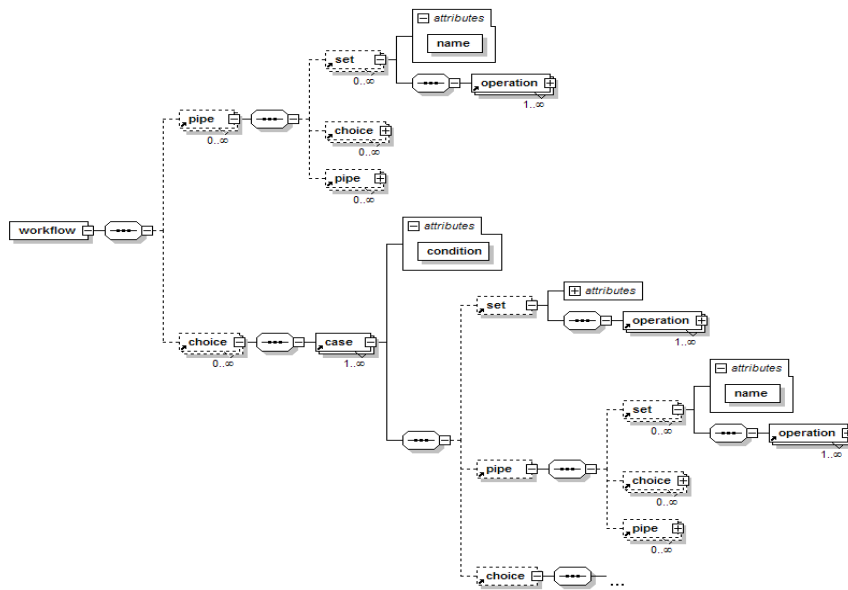 attributes
name
set
0..∞
operation
1..∞
pipe
0..∞
choice
0..∞
pipe
0..∞
workflow
attributes
condition
attributes
set
operation
1..∞
choice
0..∞
case
1..∞
attributes
name
set
0..∞
operation
1..∞
pipe
choice
0..∞
pipe
0..∞
choice
...